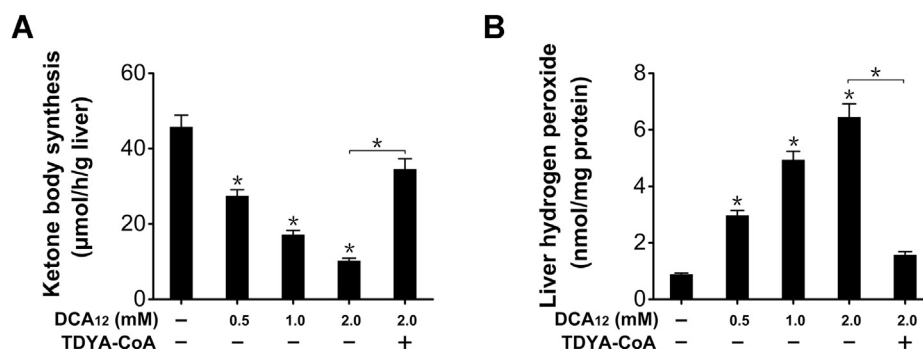 A
Ketone body synthesis
(μmol/h/g liver)
60
40
20
0
*
*
*
*
DCA12 (mM) – 0.5 1.0 2.0 2.0
TDYA-CoA – – – – +
B
Liver hydrogen peroxide
(nmol/mg protein)
8
6
4
2
0
*
*
*
*
DCA12 (mM) – 0.5 1.0 2.0 2.0
TDYA-CoA – – – – +